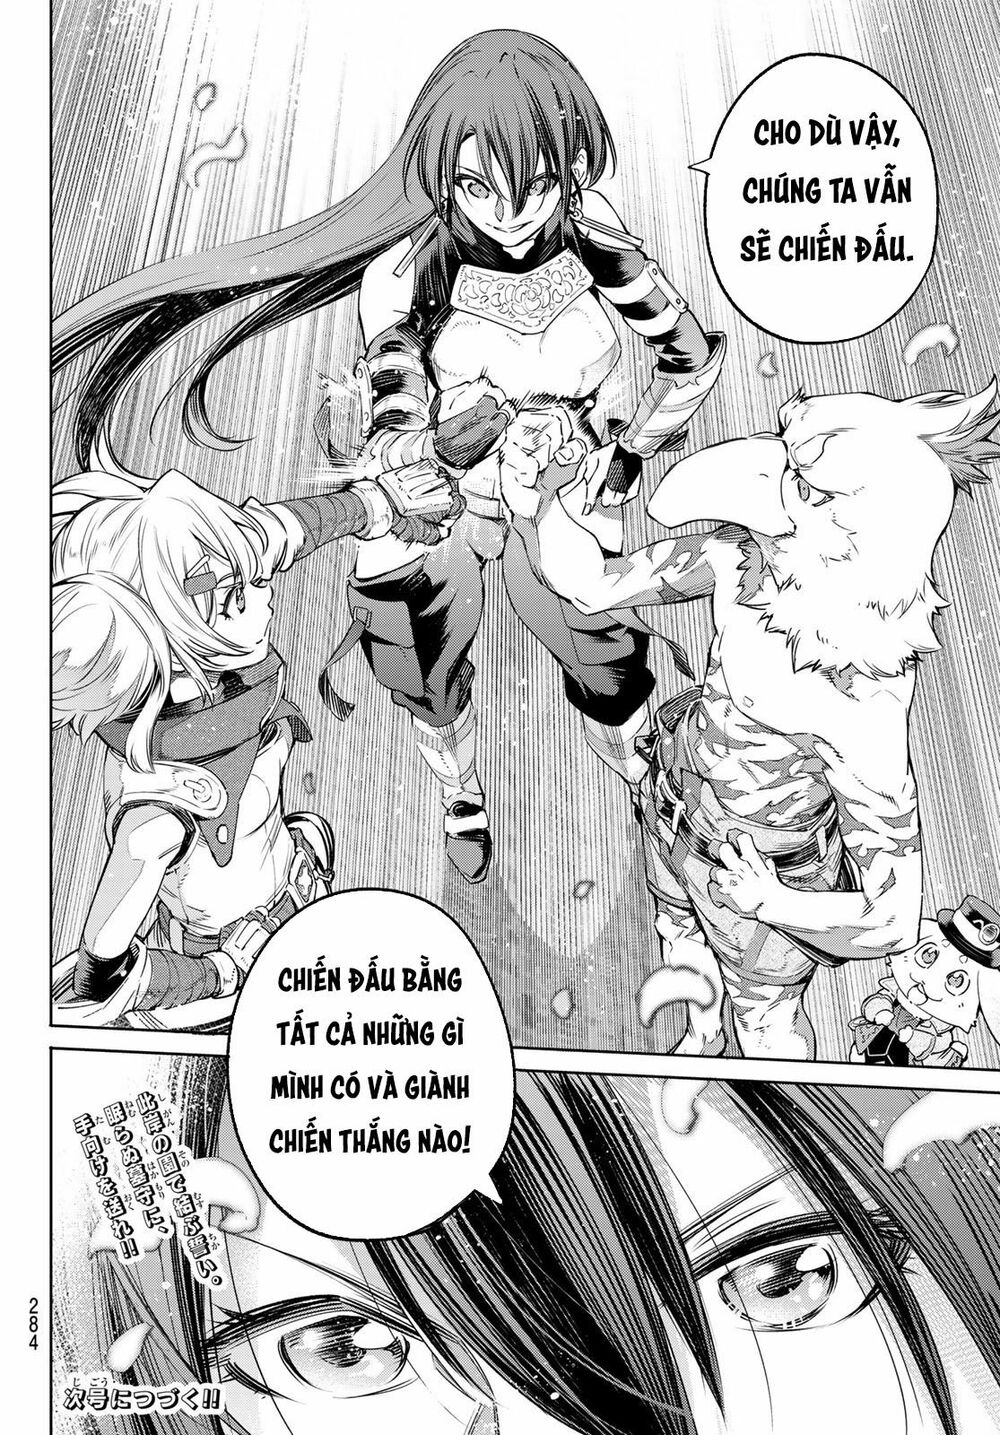 CHO DÙ VẬY,
CHÚNG TA VẪN
SẼ CHIẾN ĐẤU.
CHIẾN ĐẤU BẰNG
TẤT CẢ NHỮNG GÌ
MÌNH CÓ VÀ GIÀNH
CHIẾN THẮNG NÀO!
此岸の園で結ぶ誓い。
眠らぬ墓守に、
手向けを送れ!!
284
次号につづく!!